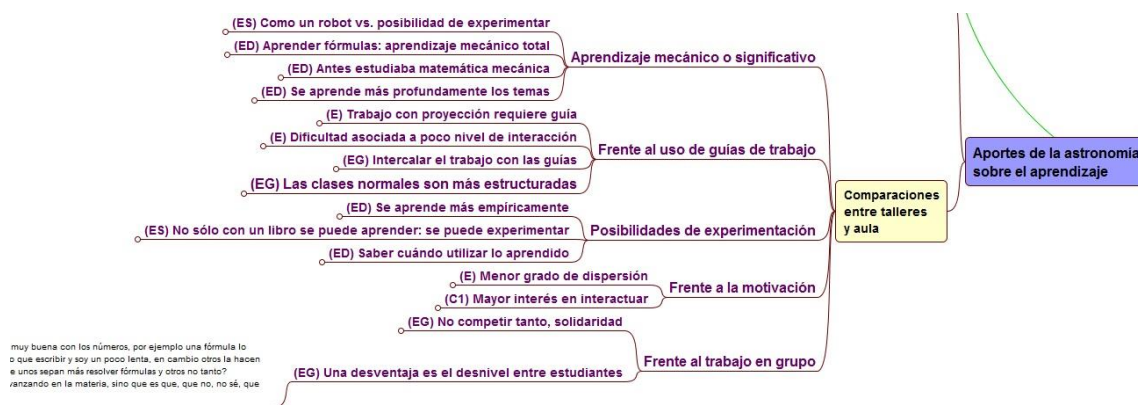 (ES) Como un robot vs. posibilidad de experimentar
(ED) Aprender fórmulas: aprendizaje mecánico total
(ED) Antes estudiaba matemática mecánica
(ED) Se aprende más profundamente los temas
Aprendizaje mecánico o significativo
(E) Trabajo con proyección requiere guía
(E) Dificultad asociada a poco nivel de interacción
(EG) Intercalar el trabajo con las guías
(EG) Las clases normales son más estructuradas
Frente al uso de guías de trabajo
(ED) Se aprende más empíricamente
(ES) No sólo con un libro se puede aprender: se puede experimentar
(ED) Saber cuándo utilizar lo aprendido
Posibilidades de experimentación
(E) Menor grado de dispersión
(C1) Mayor interés en interactuar
Frente a la motivación
(EG) No competir tanto, solidaridad
(EG) Una desventaja es el desnivel entre estudiantes
Frente al trabajo en grupo
Comparaciones
entre talleres
y aula
Aportes de la astronomía
sobre el aprendizaje
muy buena con los números, por ejemplo una fórmula lo
que escribir y soy un poco lenta, en cambio otros la hacen
e unos sepan más resolver fórmulas y otros no tanto?
vanzando en la materia, sino que es que, que no, no sé, que